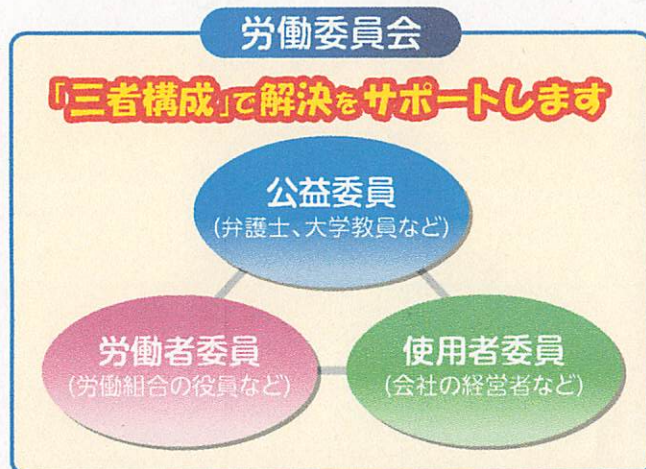 労働委員会
「三者構成」で解決をサポートします
公益委員
(弁護士、大学教員など)
労働者委員
(労働組合の役員など)
使用者委員
(会社の経営者など)